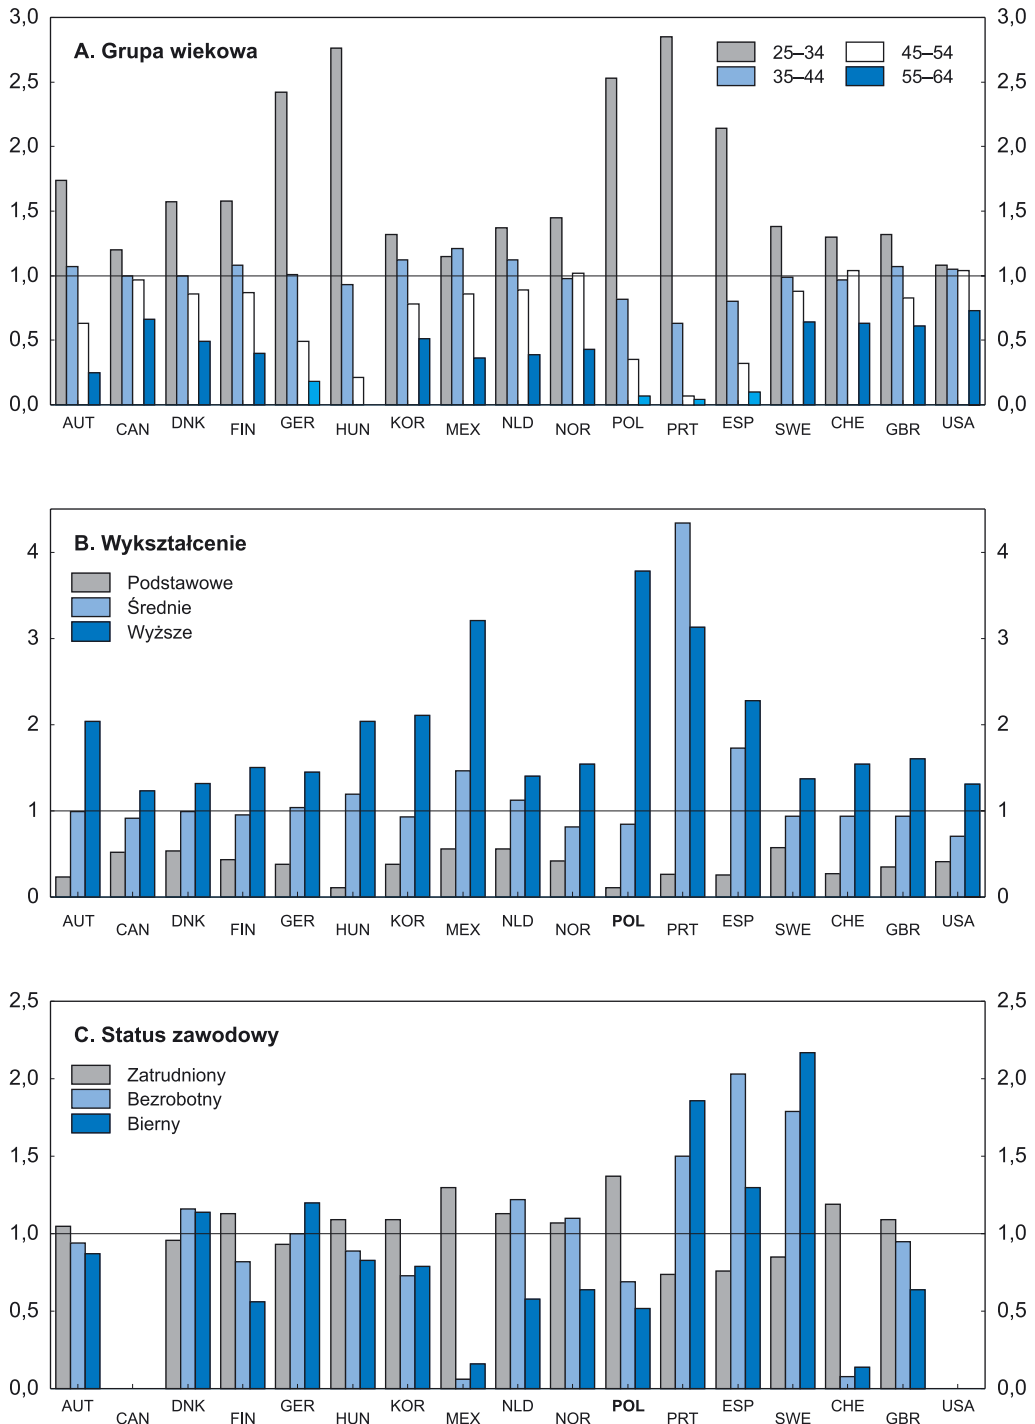 3,0 3,0
A. Grupa wiekowa
25–34 45–54
35–44 55–64
2,5 2,5
2,0 2,0
1,5 1,5
1,0 1,0
0,5 0,5
0,0 0,0
AUT CAN DNK FIN GER HUN KOR MEX NLD NOR POL PRT ESP SWE CHE GBR USA
B. Wykształcenie
4 4
Podstawowe
Średnie
Wyższe
3 3
2 2
1 1
0 0
AUT CAN DNK FIN GER HUN KOR MEX NLD NOR POL PRT ESP SWE CHE GBR USA
2,5 2,5
C. Status zawodowy
Zatrudniony
2,0 2,0
Bezrobotny
Bierny
1,5 1,5
1,0 1,0
0,5 0,5
0,0 0,0
AUT CAN DNK FIN GER HUN KOR MEX NLD NOR POL PRT ESP SWE CHE GBR USA